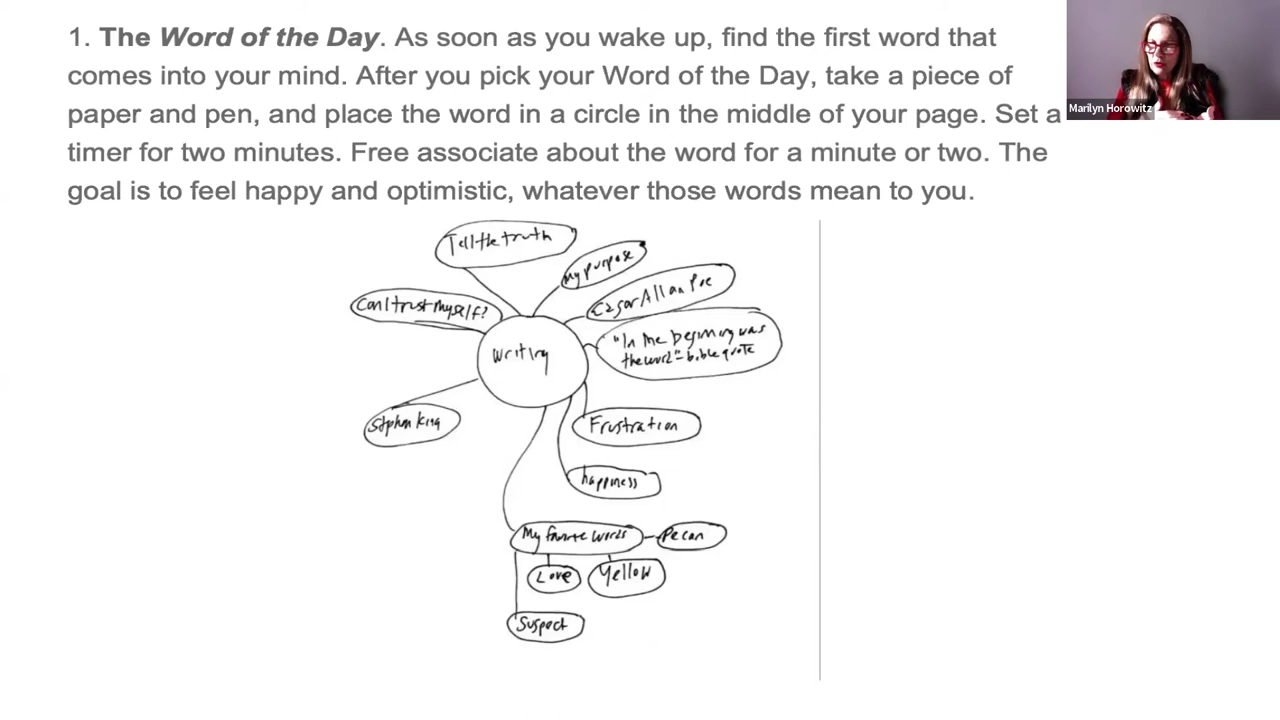 1. The Word of the Day. As soon as you wake up, find the first word that
comes into your mind. After you pick your Word of the Day, take a piece of
paper and pen, and place the word in a circle in the middle of your page. Set a
timer for two minutes. Free associate about the word for a minute or two. The
goal is to feel happy and optimistic, whatever those words mean to you.
Marilyn Horowitz
Tell the truth
My purpose
Can I trust myself?
Edgar Allan Poe
"In the beginning was
the word" - bible quote
Writing
Stephen King
Frustration
happiness
My favorite words
Pecan
Love
Yellow
Suspect